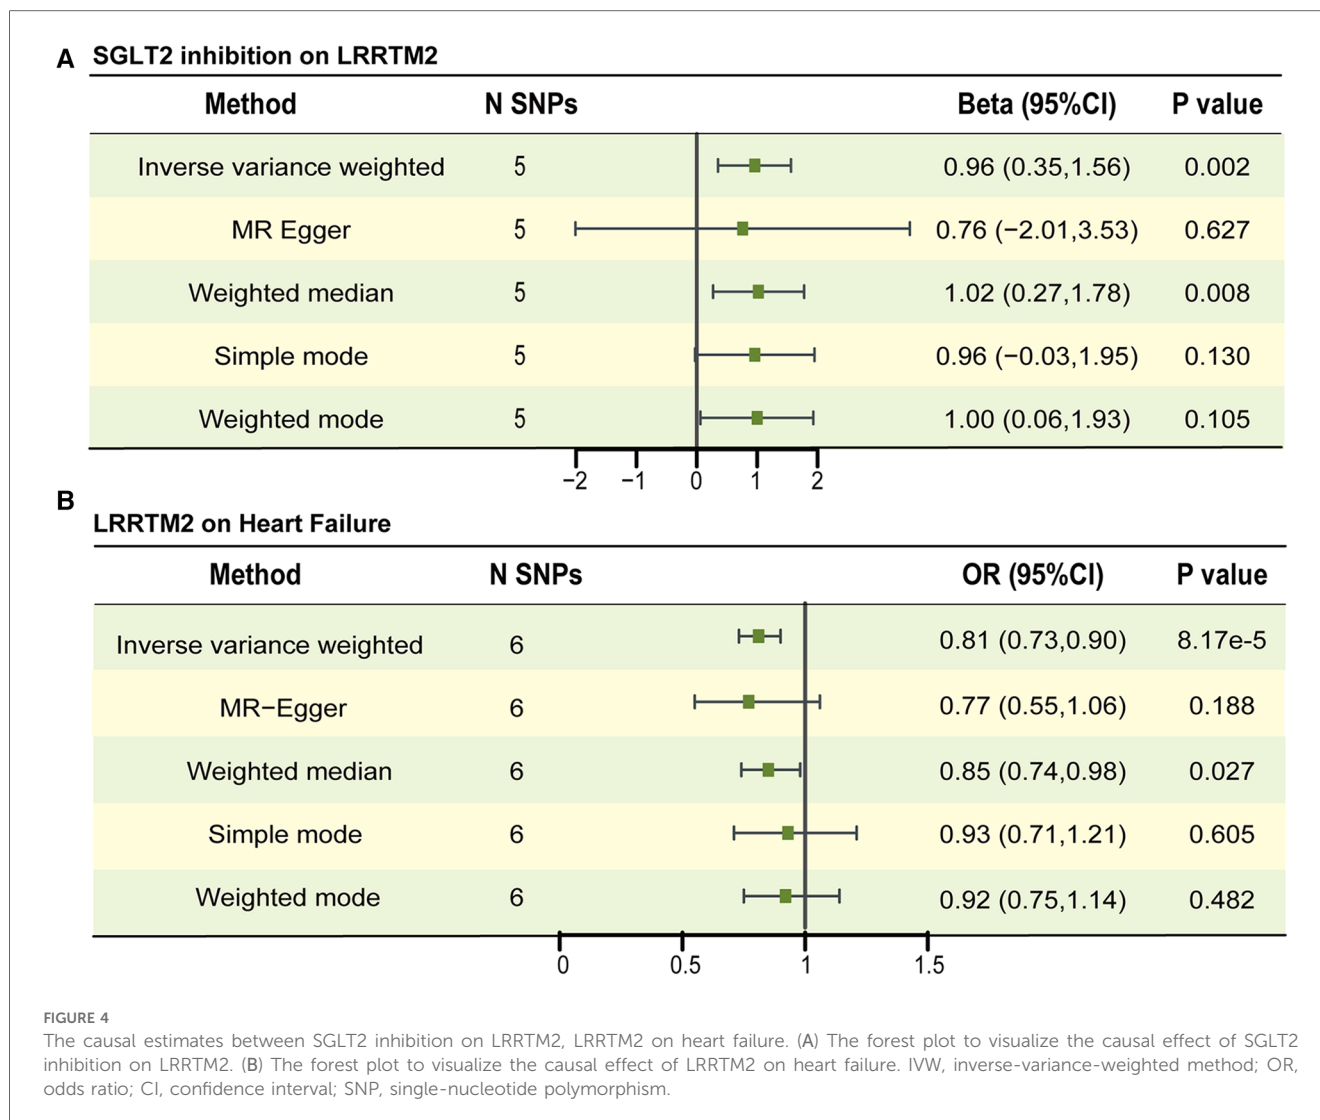 A SGLT2 inhibition on LRRTM2
Method N SNPs Beta (95%CI) P value
Inverse variance weighted 5 0.96 (0.35,1.56) 0.002
MR Egger 5 0.76 (−2.01,3.53) 0.627
Weighted median 5 1.02 (0.27,1.78) 0.008
Simple mode 5 0.96 (−0.03,1.95) 0.130
Weighted mode 5 1.00 (0.06,1.93) 0.105
−2 −1 0 1 2
B
LRRTM2 on Heart Failure
Method N SNPs OR (95%CI) P value
Inverse variance weighted 6 0.81 (0.73,0.90) 8.17e-5
MR−Egger 6 0.77 (0.55,1.06) 0.188
Weighted median 6 0.85 (0.74,0.98) 0.027
Simple mode 6 0.93 (0.71,1.21) 0.605
Weighted mode 6 0.92 (0.75,1.14) 0.482
0 0.5 1 1.5
FIGURE 4
The causal estimates between SGLT2 inhibition on LRRTM2, LRRTM2 on heart failure. (A) The forest plot to visualize the causal effect of SGLT2
inhibition on LRRTM2. (B) The forest plot to visualize the causal effect of LRRTM2 on heart failure. IVW, inverse-variance-weighted method; OR,
odds ratio; CI, confidence interval; SNP, single-nucleotide polymorphism.